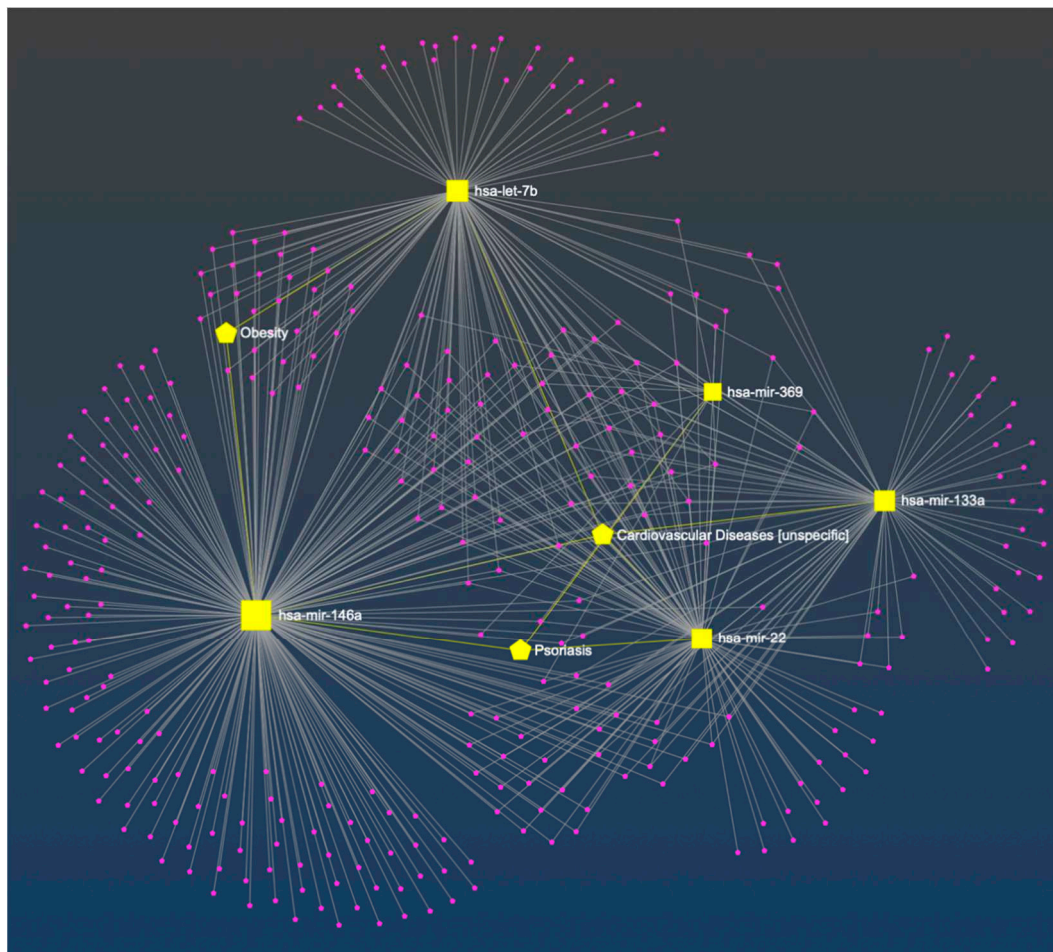 hsa-let-7b
Obesity
hsa-mir-369
hsa-mir-133a
Cardiovascular Diseases [unspecific]
hsa-mir-146a
hsa-mir-22
Psoriasis